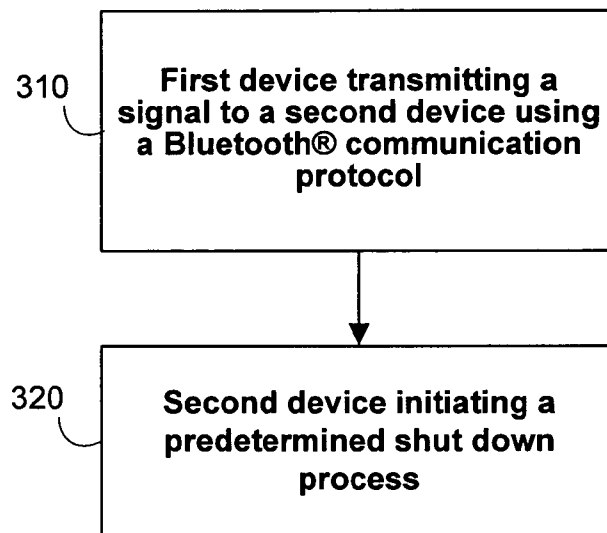 310
First device transmitting a
signal to a second device using
a Bluetooth® communication
protocol
320
Second device initiating a
predetermined shut down
process